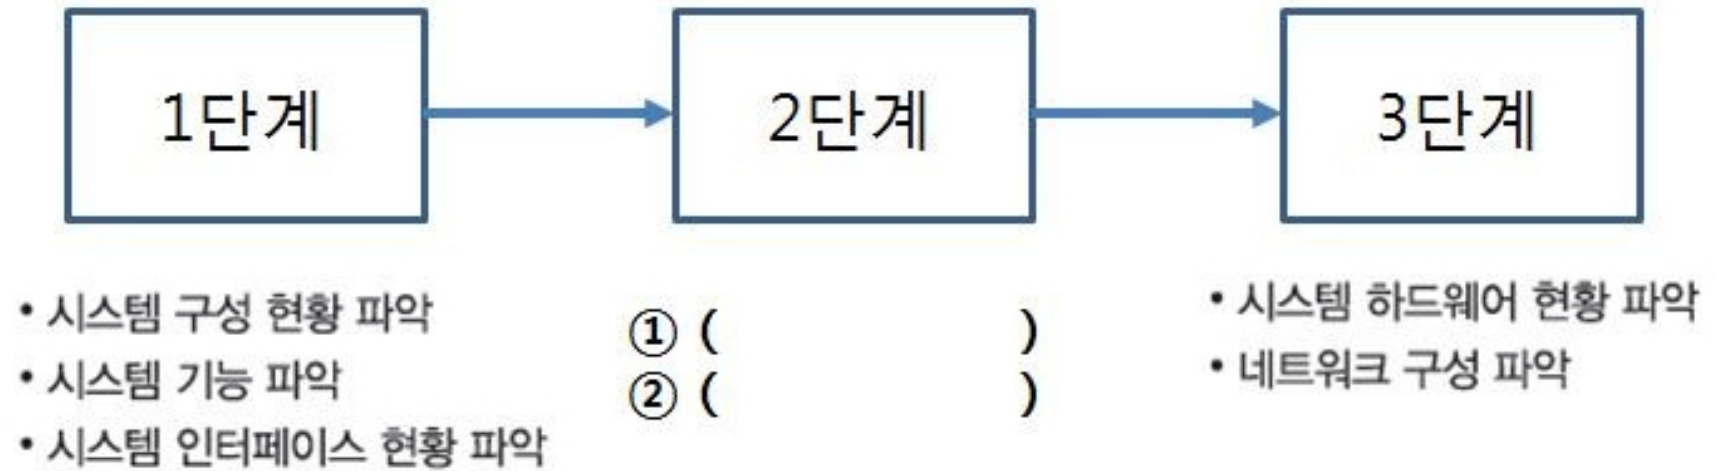 1단계
2단계
3단계
• 시스템 구성 현황 파악
• 시스템 기능 파악
• 시스템 인터페이스 현황 파악
① ( )
② ( )
• 시스템 하드웨어 현황 파악
• 네트워크 구성 파악